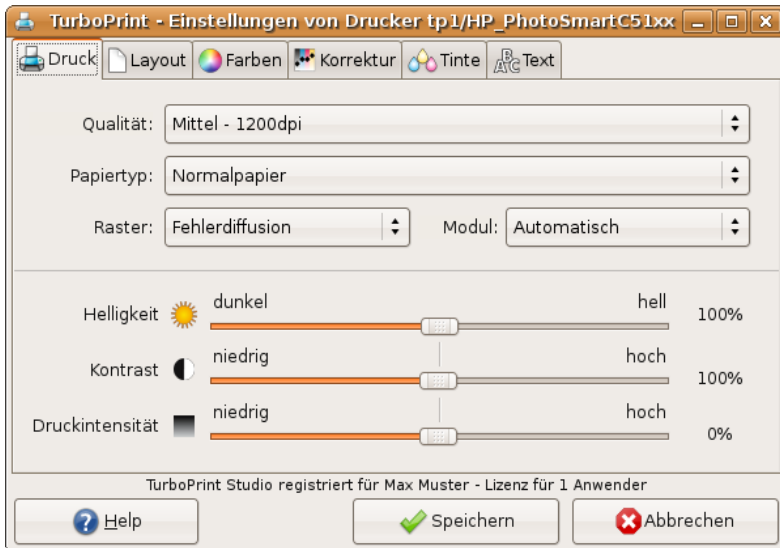 TurboPrint - Einstellungen von Drucker tp1/HP_PhotoSmartC51xx
Druck Layout Farben Korrektur Tinte ABC Text
Qualität: Mittel - 1200dpi
Papiertyp: Normalpapier
Raster: Fehlerdiffusion Modul: Automatisch
dunkel hell
Helligkeit 100%
niedrig hoch
Kontrast 100%
niedrig hoch
Druckintensität 0%
TurboPrint Studio registriert für Max Muster - Lizenz für 1 Anwender
? Help Speichern Abbrechen